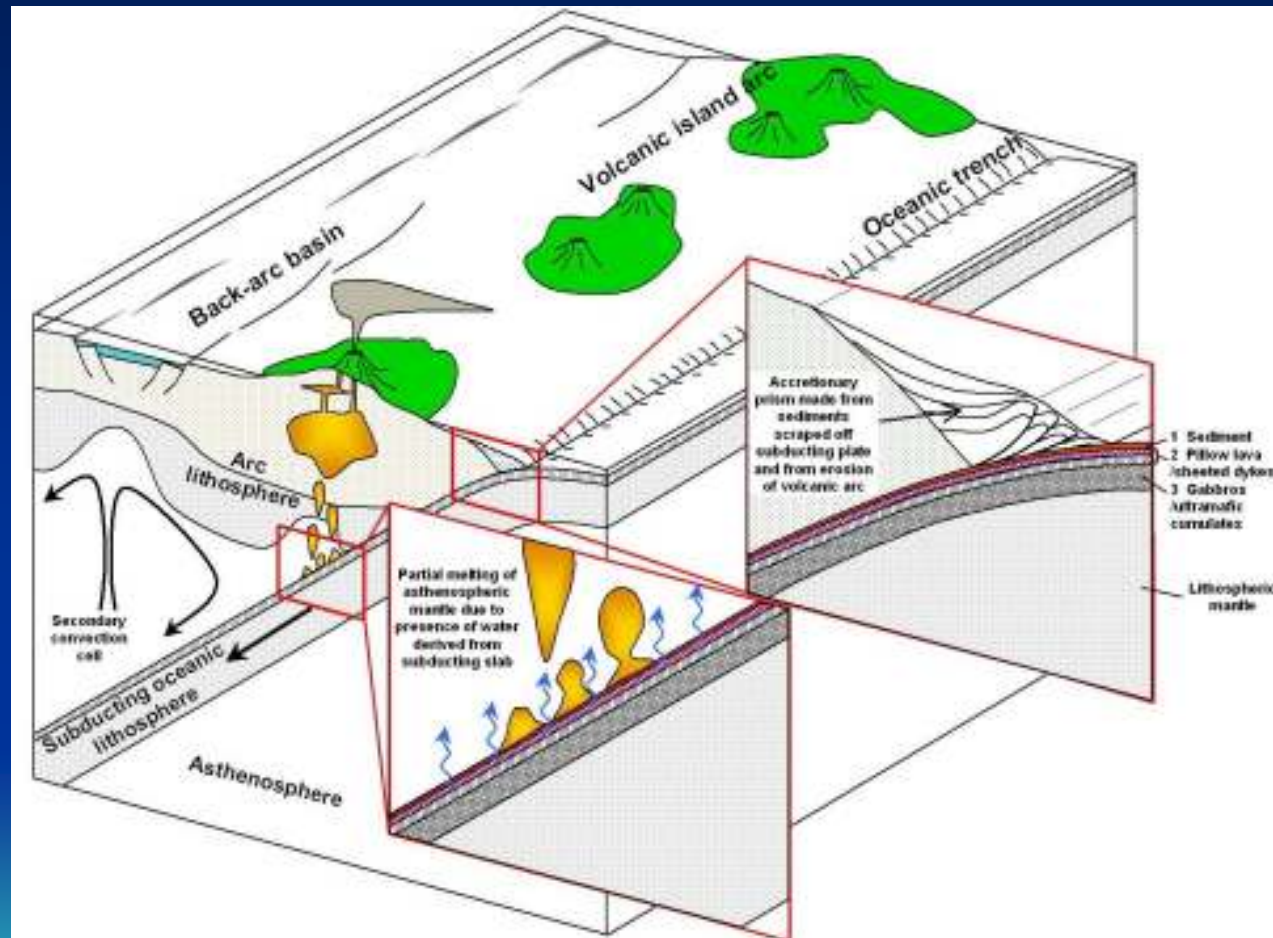 Volcanic island arc
Oceanic trench
Back-arc basin
Accretionary
prism made from
sediments
scraped off
subducting plate
and from erosion
of volcanic arc
1 Sediment
2 Pillow lava
/sheeted dykes
3 Gabbros
/ultramafic
cumulates
Lithospheric
mantle
Arc
lithosphere
Partial melting of
asthenospheric
mantle due to
presence of water
derived from
subducting slab
Secondary
convection
cell
Subducting oceanic
lithosphere
Asthenosphere